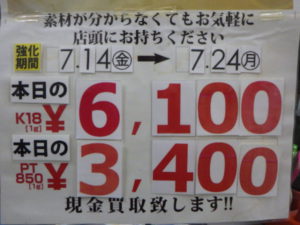 素材が分からなくてもお気軽に
店頭にお持ちください
強化期間 7.14㊎ → 7.24㊊
本日の
K18 (1g) ¥ 6,100
本日の
PT850 (1g) ¥ 3,400
現金買取致します!!